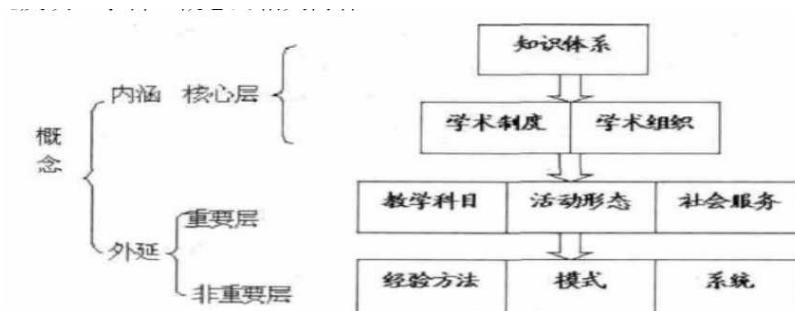 知识体系
内涵 核心层
学术制度 学术组织
概念
教学科目 活动形态 社会服务
重要层
外延
经验方法 模式 系统
非重要层